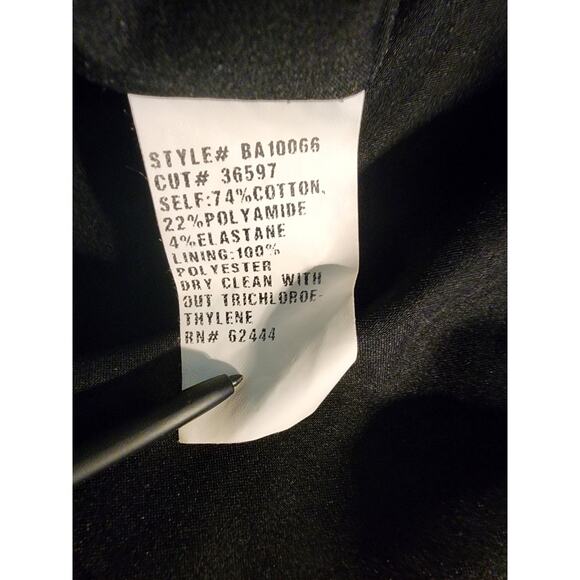 STYLE# BA10066
CUT# 36597
SELF:74%COTTON,
22%POLYAMIDE
4%ELASTANE
LINING:100%
POLYESTER
DRY CLEAN WITH
OUT TRICHLOROE-
THYLENE
RN# 62444